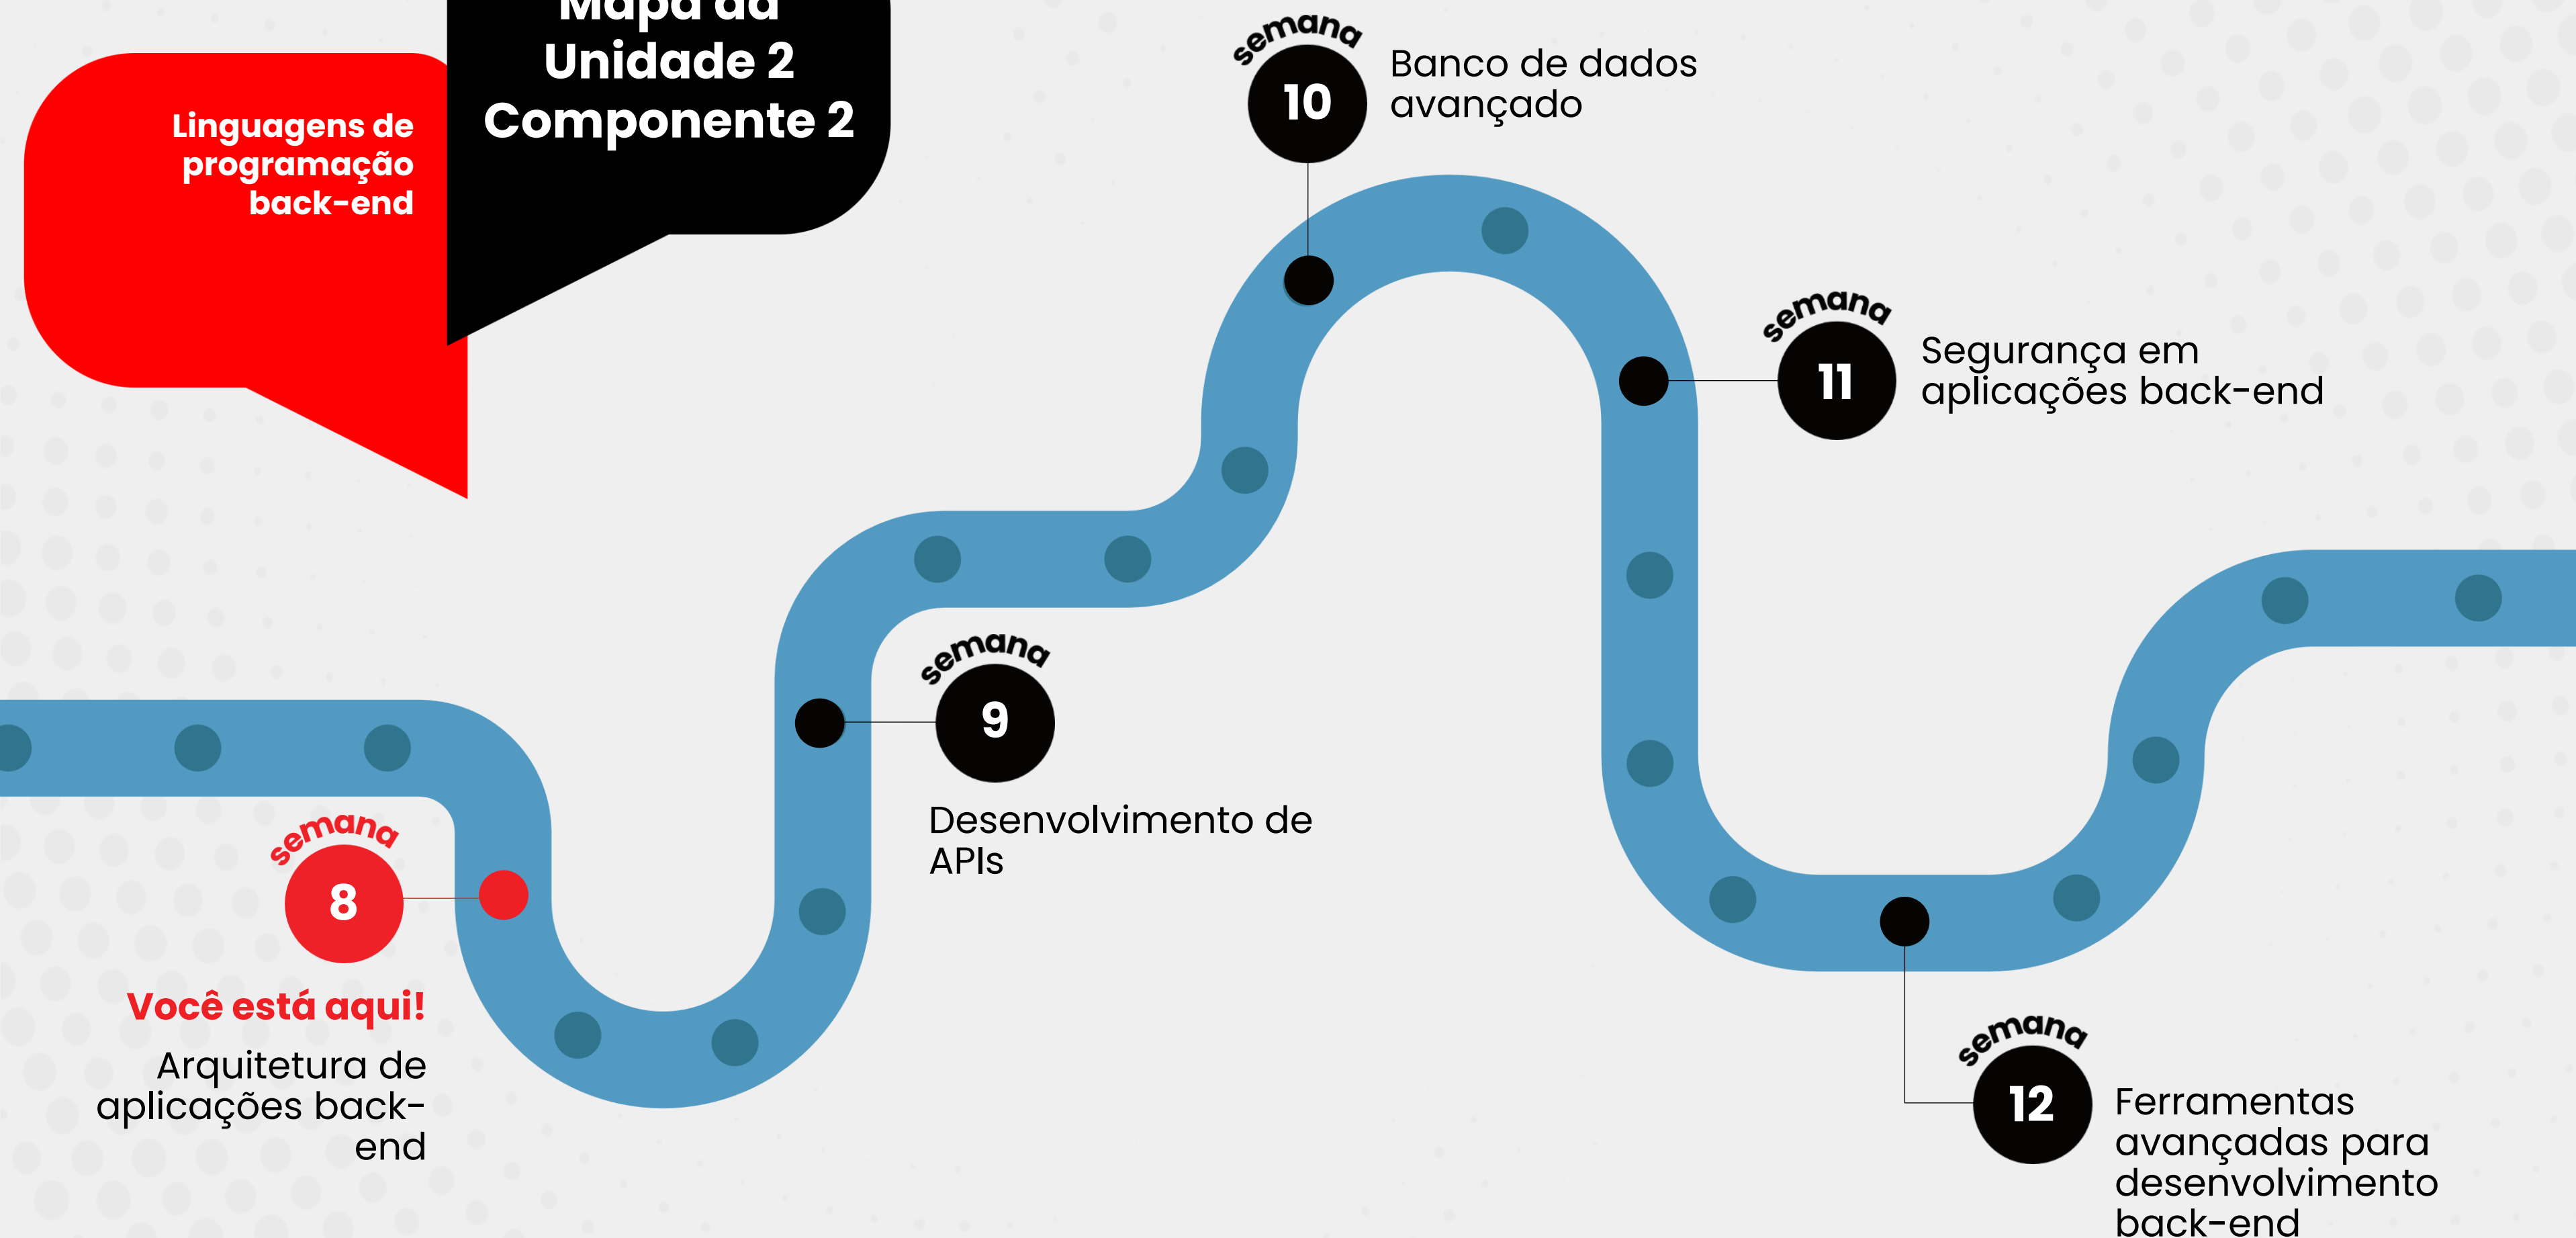 Linguagens de
programação
back-end
Mapa da
Unidade 2
Componente 2
semana
8
Você está aqui!
Arquitetura de
aplicações back-
end
semana
9
Desenvolvimento de
APIs
semana
10
Banco de dados
avançado
semana
11
Segurança em
aplicações back-end
semana
12
Ferramentas
avançadas para
desenvolvimento
back-end